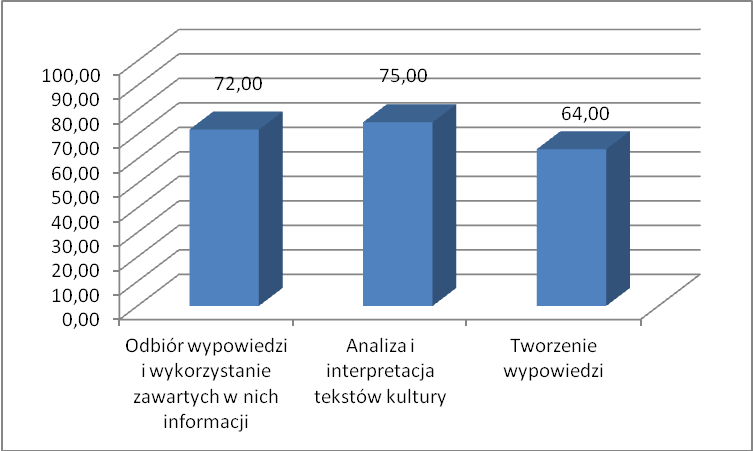 100,00
90,00
80,00
70,00
60,00
50,00
40,00
30,00
20,00
10,00
0,00
72,00
75,00
64,00
Odbiór wypowiedzi
i wykorzystanie
zawartych w nich
informacji
Analiza i
interpretacja
tekstów kultury
Tworzenie
wypowiedzi